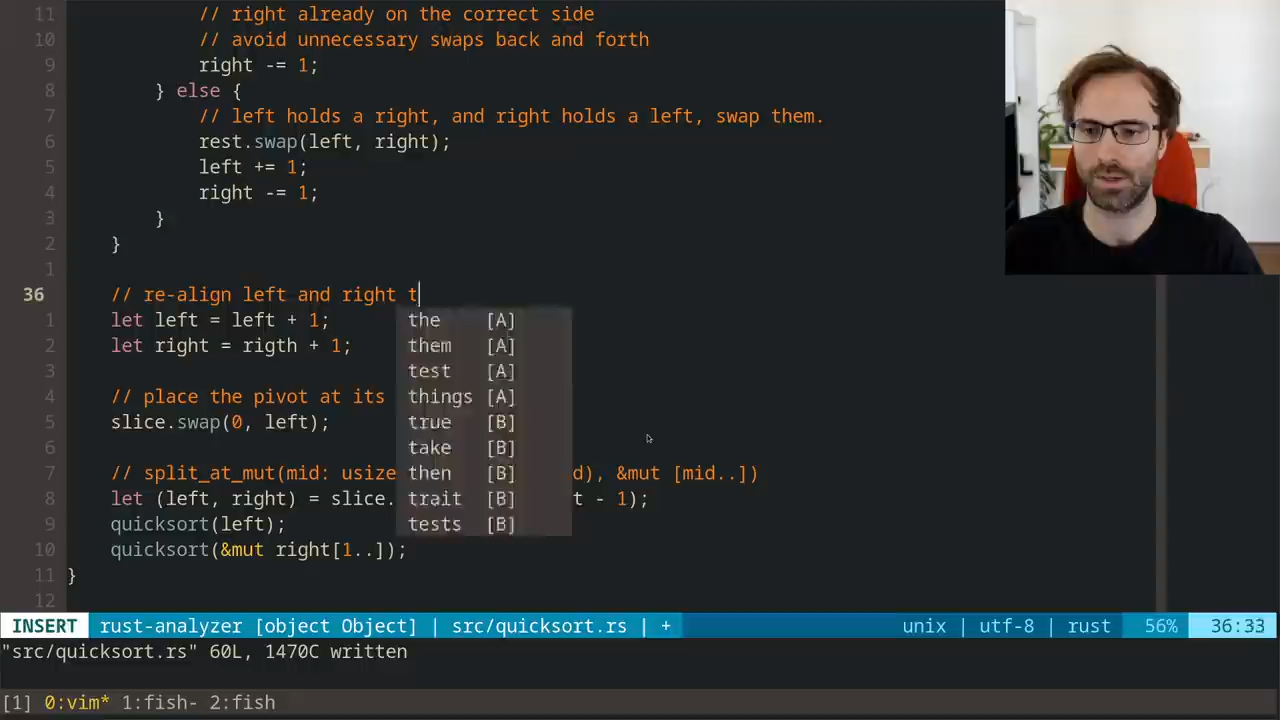 11 // right already on the correct side
10 // avoid unnecessary swaps back and forth
9 right -= 1;
8 } else {
7 // left holds a right, and right holds a left, swap them.
6 rest.swap(left, right);
5 left += 1;
4 right -= 1;
3 }
2 }
1
36 // re-align left and right t
1 let left = left + 1; the [A]
2 let right = rigth + 1; them [A]
3 test [A]
4 // place the pivot at its things [A]
5 slice.swap(0, left); true [B]
6 take [B]
7 // split_at_mut(mid: usize then [B] d), &mut [mid..])
8 let (left, right) = slice. trait [B] t - 1);
9 quicksort(left); tests [B]
10 quicksort(&mut right[1..]);
11 }
12
INSERT rust-analyzer [object Object] | src/quicksort.rs | + unix | utf-8 | rust 56% 36:33
"src/quicksort.rs" 60L, 1470C written
[1] 0:vim* 1:fish- 2:fish